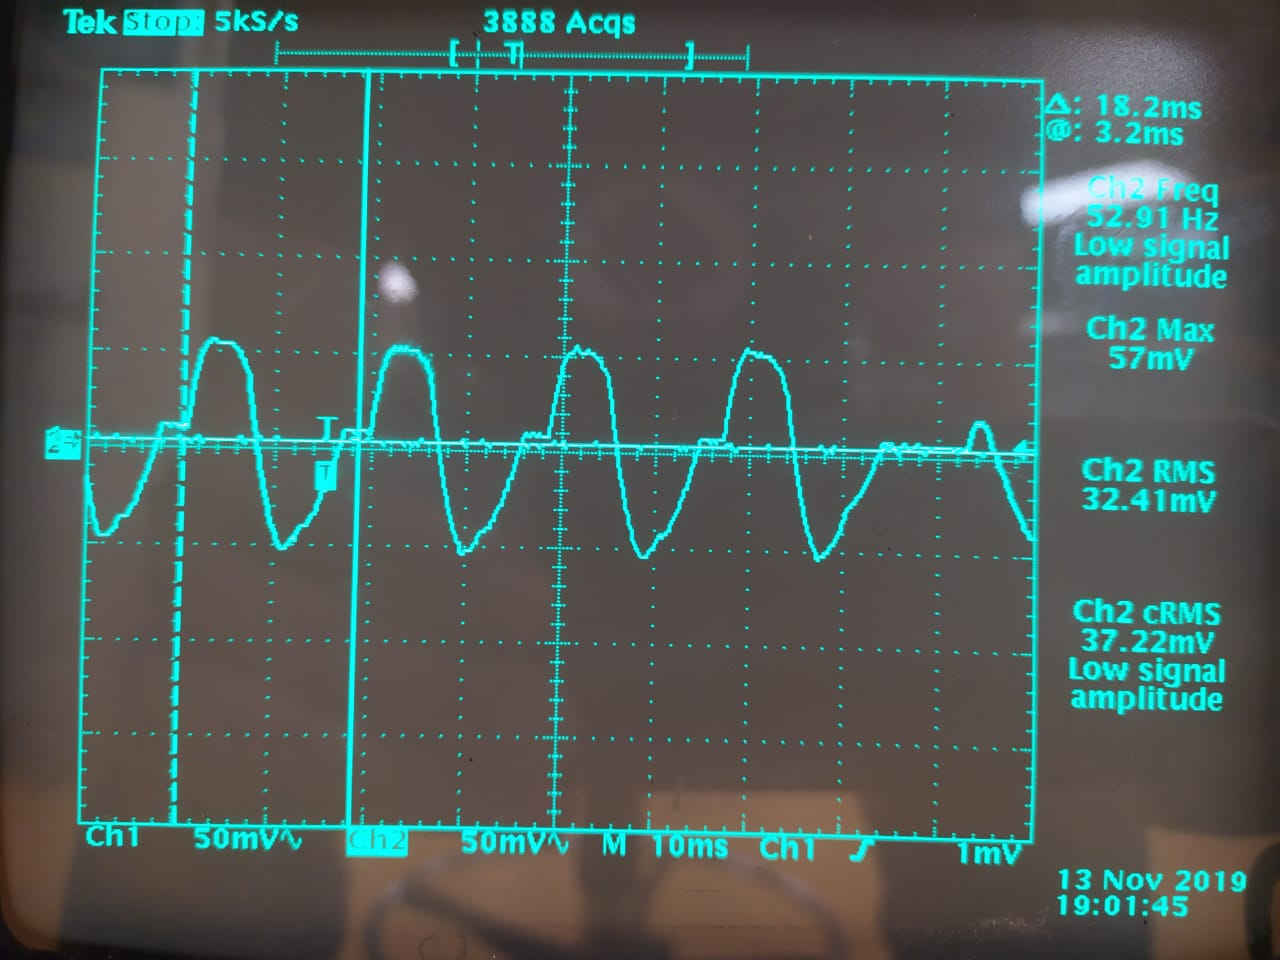 Tek Stop: 5kS/s 3888 Acqs
[ T ]
Δ: 18.2ms
@: 3.2ms
Ch2 Freq
52.91 Hz
Low signal
amplitude
Ch2 Max
57mV
T
2
Ch2 RMS
32.41mV
Ch2 cRMS
37.22mV
Low signal
amplitude
Ch1 50mV Ch2 50mV M 10ms Ch1 1mV
13 Nov 2019
19:01:45